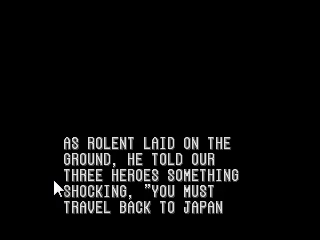 AS ROLENT LAID ON THE
GROUND, HE TOLD OUR
THREE HEROES SOMETHING
SHOCKING, "YOU MUST
TRAVEL BACK TO JAPAN